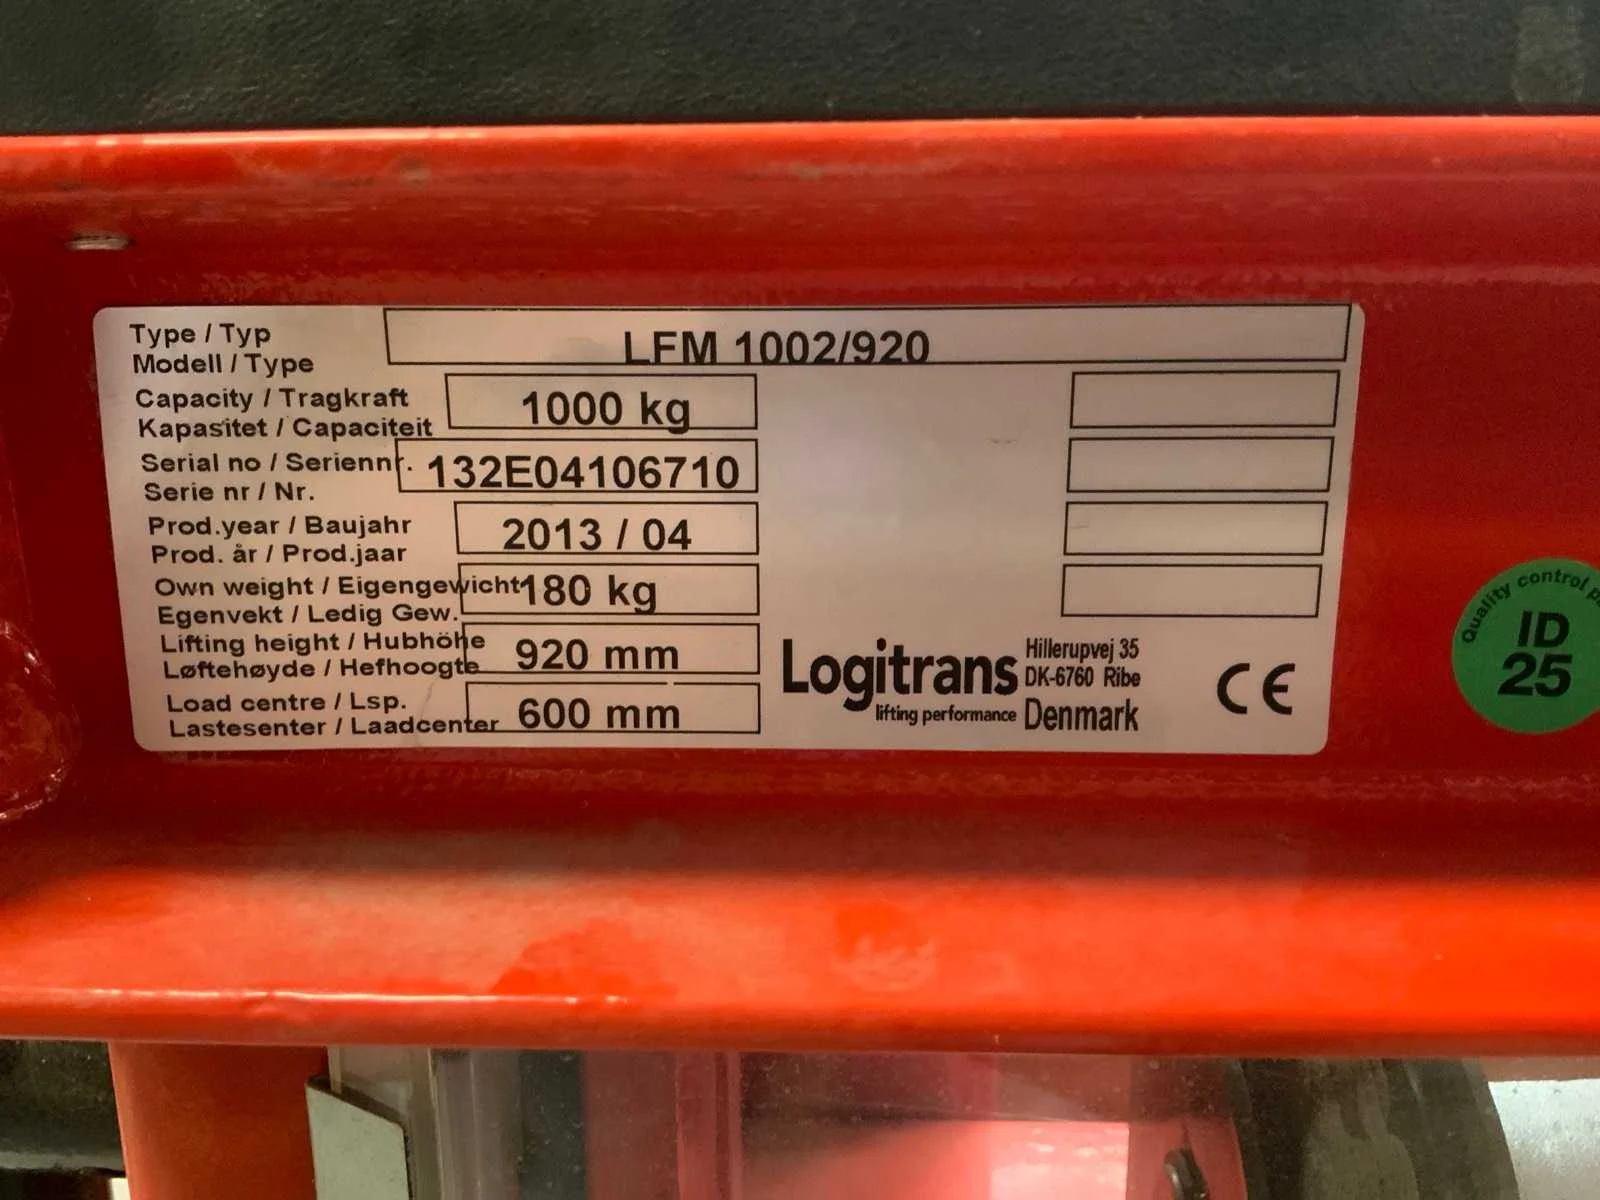 Type / Typ
Modell / Type
LFM 1002/920
Capacity / Tragkraft
Kapasitet / Capaciteit
1000 kg
Serial no / Seriennr.
Serie nr / Nr.
132E04106710
Prod.year / Baujahr
Prod. år / Prod.jaar
2013 / 04
Own weight / Eigengewicht
Egenvekt / Ledig Gew.
180 kg
Lifting height / Hubhöhe
Løftehøyde / Hefhoogte
920 mm
Load centre / Lsp.
Lastesenter / Laadcenter
600 mm
Logitrans
lifting performance
Hillerupvej 35
DK-6760 Ribe
Denmark
CE
Quality control
ID
25